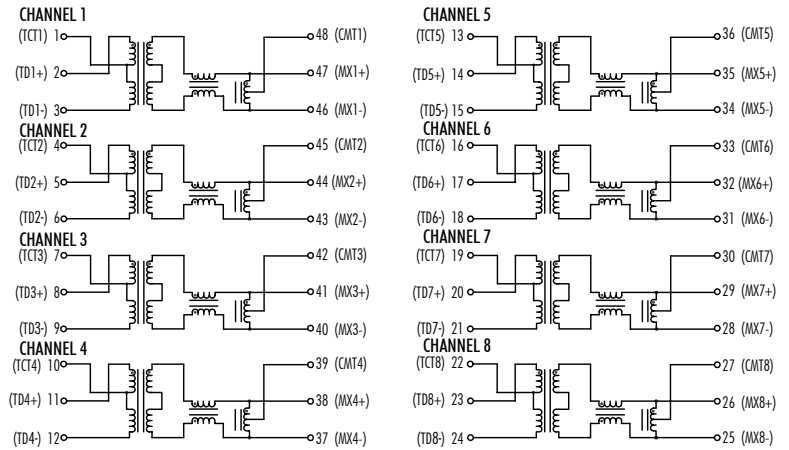 CHANNEL 1
(TCT1) 1
48 (CMT1)
(TD1+) 2
47 (MX1+)
(TD1-) 3
46 (MX1-)
CHANNEL 2
(TCT2) 4
45 (CMT2)
(TD2+) 5
44 (MX2+)
(TD2-) 6
43 (MX2-)
CHANNEL 3
(TCT3) 7
42 (CMT3)
(TD3+) 8
41 (MX3+)
(TD3-) 9
40 (MX3-)
CHANNEL 4
(TCT4) 10
39 (CMT4)
(TD4+) 11
38 (MX4+)
(TD4-) 12
37 (MX4-)
CHANNEL 5
(TCT5) 13
36 (CMT5)
(TD5+) 14
35 (MX5+)
(TD5-) 15
34 (MX5-)
CHANNEL 6
(TCT6) 16
33 (CMT6)
(TD6+) 17
32 (MX6+)
(TD6-) 18
31 (MX6-)
CHANNEL 7
(TCT7) 19
30 (CMT7)
(TD7+) 20
29 (MX7+)
(TD7-) 21
28 (MX7-)
CHANNEL 8
(TCT8) 22
27 (CMT8)
(TD8+) 23
26 (MX8+)
(TD8-) 24
25 (MX8-)